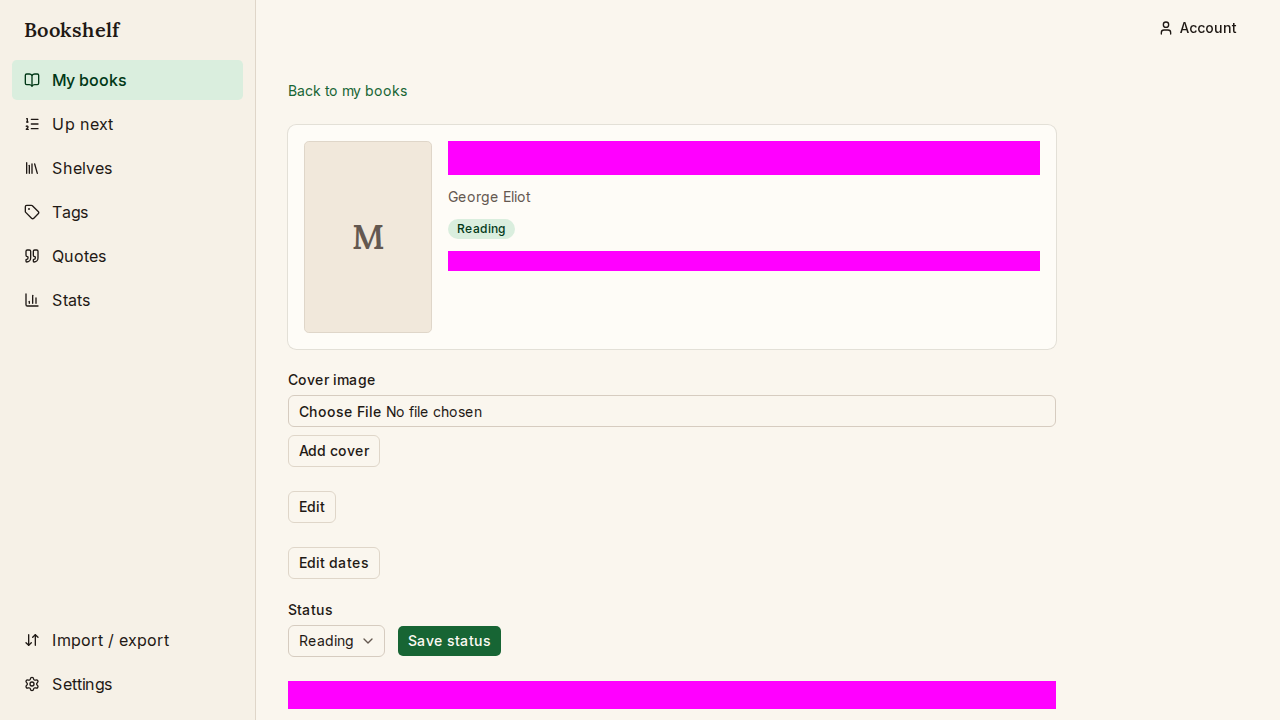 Bookshelf
Account
My books
Up next
Shelves
Tags
Quotes
Stats
Import / export
Settings
Back to my books
M
George Eliot
Reading
Cover image
Choose File No file chosen
Add cover
Edit
Edit dates
Status
Reading
Save status